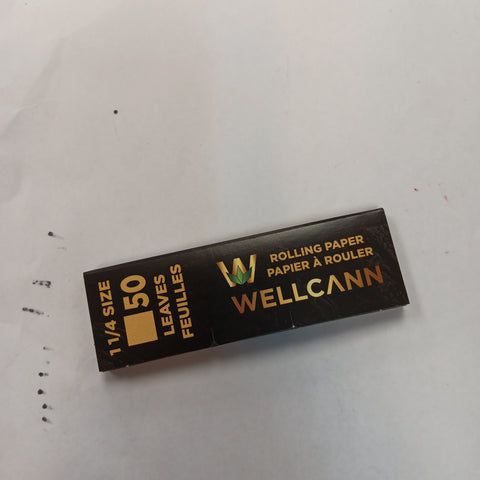 1 1/4 SIZE
50
LEAVES
FEUILLES
W
ROLLING PAPER
PAPIER À ROULER
WELLCANN